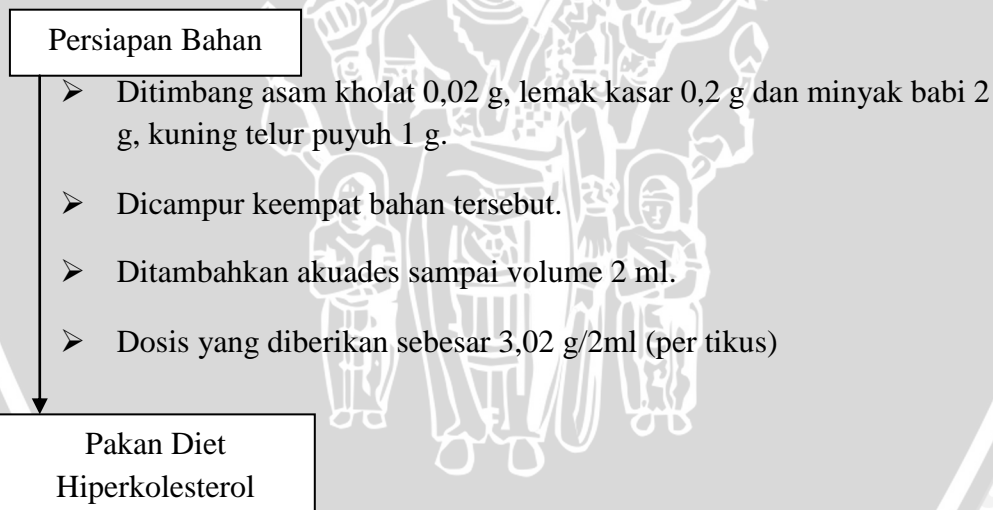 Persiapan Bahan
➢ Ditimbang asam kholat 0,02 g, lemak kasar 0,2 g dan minyak babi 2
g, kuning telur puyuh 1 g.
➢ Dicampur keempat bahan tersebut.
➢ Ditambahkan akuades sampai volume 2 ml.
➢ Dosis yang diberikan sebesar 3,02 g/2ml (per tikus)
Pakan Diet
Hiperkolesterol